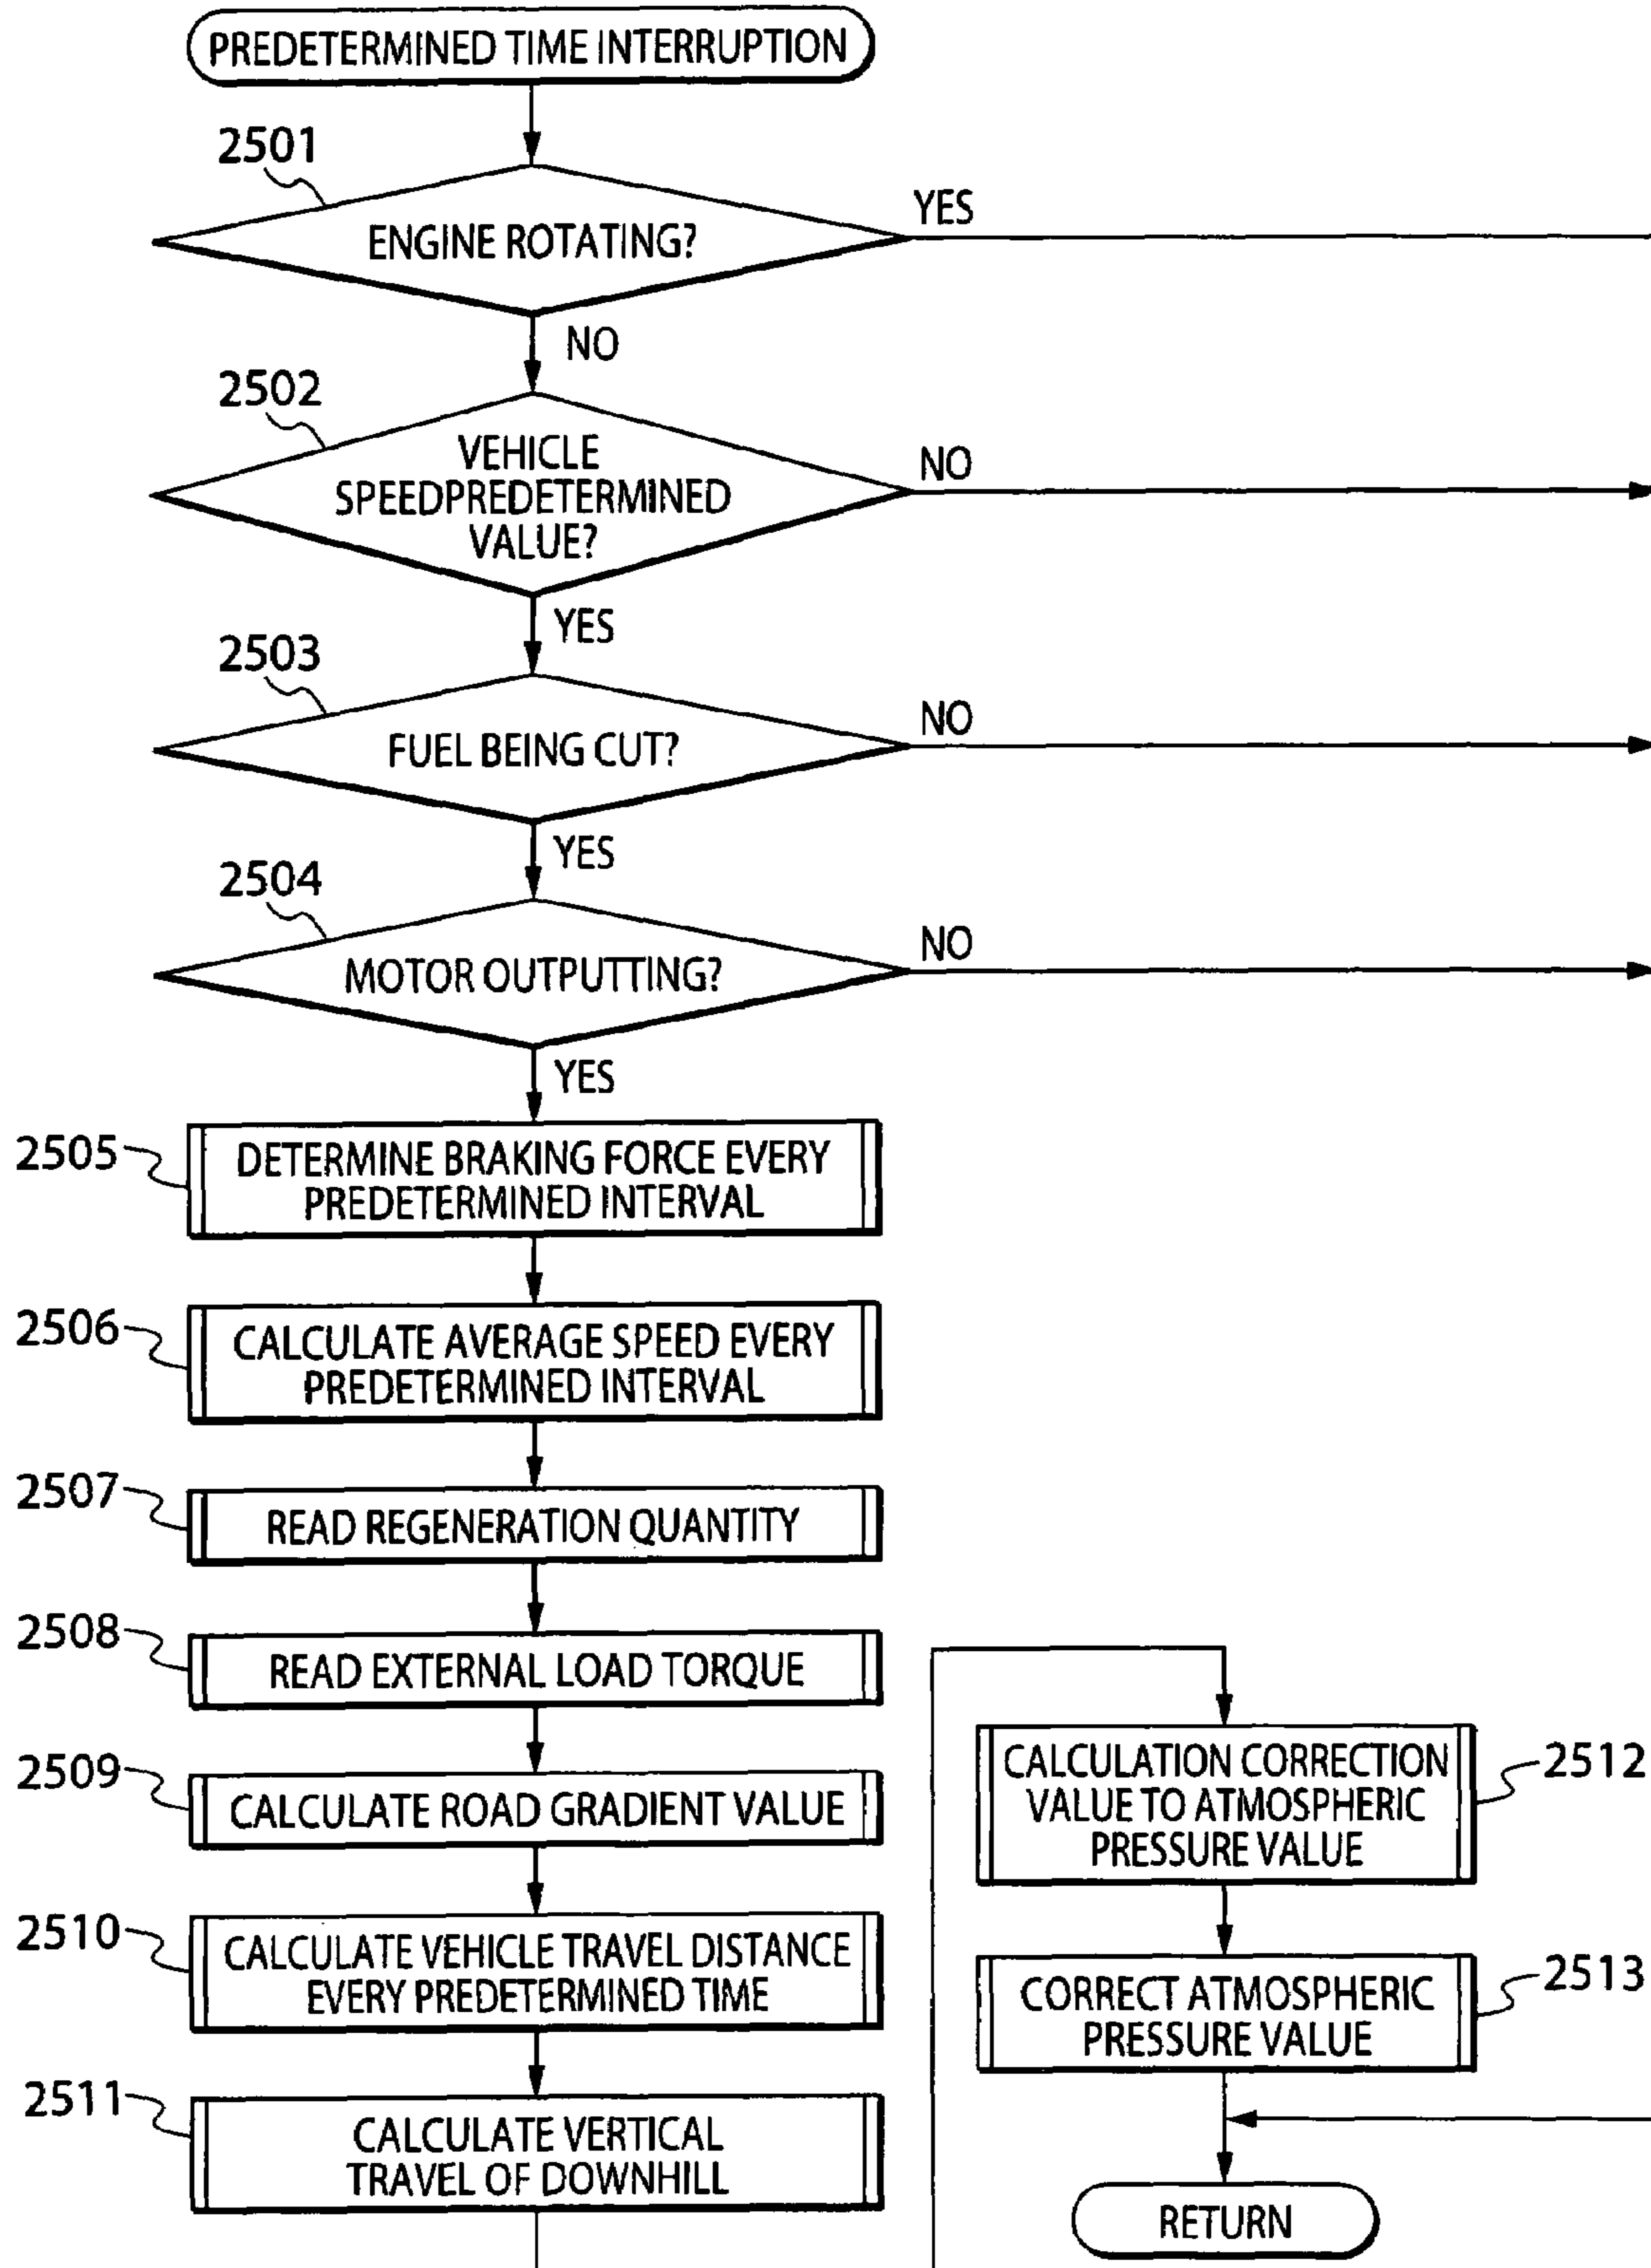 PREDETERMINED TIME INTERRUPTION
2501
ENGINE ROTATING?
YES
NO
2502
VEHICLE
SPEEDPREDETERMINED
VALUE?
NO
YES
2503
FUEL BEING CUT?
NO
YES
2504
MOTOR OUTPUTTING?
NO
YES
2505
DETERMINE BRAKING FORCE EVERY
PREDETERMINED INTERVAL
2506
CALCULATE AVERAGE SPEED EVERY
PREDETERMINED INTERVAL
2507
READ REGENERATION QUANTITY
2508
READ EXTERNAL LOAD TORQUE
2509
CALCULATE ROAD GRADIENT VALUE
2510
CALCULATE VEHICLE TRAVEL DISTANCE
EVERY PREDETERMINED TIME
2511
CALCULATE VERTICAL
TRAVEL OF DOWNHILL
CALCULATION CORRECTION
VALUE TO ATMOSPHERIC
PRESSURE VALUE
2512
CORRECT ATMOSPHERIC
PRESSURE VALUE
2513
RETURN